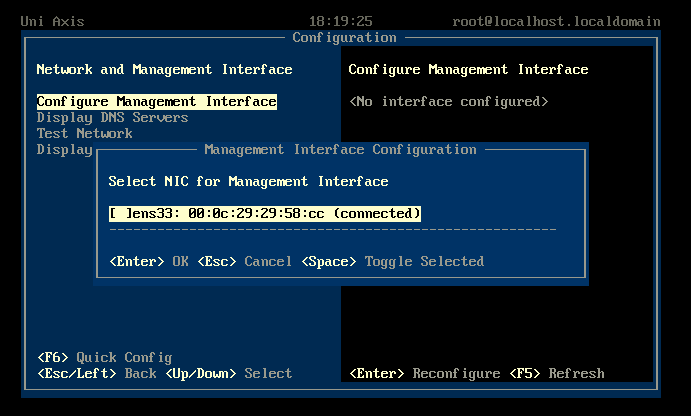 Uni Axis 18:19:25 root@localhost.localdomain
Configuration
Network and Management Interface
Configure Management Interface
Display DNS Servers
Test Network
Display
Configure Management Interface
<No interface configured>
Management Interface Configuration
Select NIC for Management Interface
[ ]ens33: 00:0c:29:29:58:cc (connected)
<Enter> OK <Esc> Cancel <Space> Toggle Selected
<F6> Quick Config
<Esc/Left> Back <Up/Down> Select
<Enter> Reconfigure <F5> Refresh